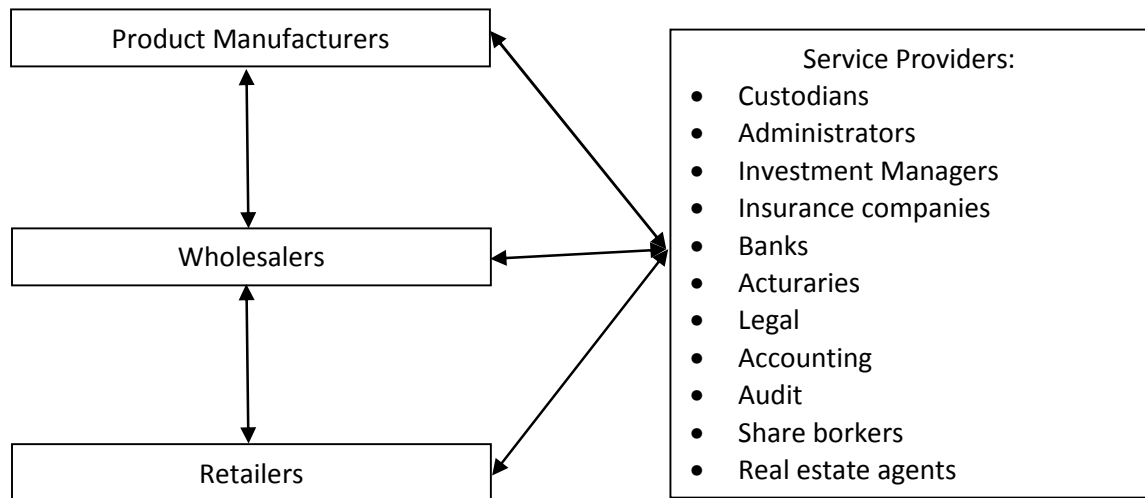 Product Manufacturers
Wholesalers
Retailers
Service Providers:
• Custodians
• Administrators
• Investment Managers
• Insurance companies
• Banks
• Acturaries
• Legal
• Accounting
• Audit
• Share borkers
• Real estate agents